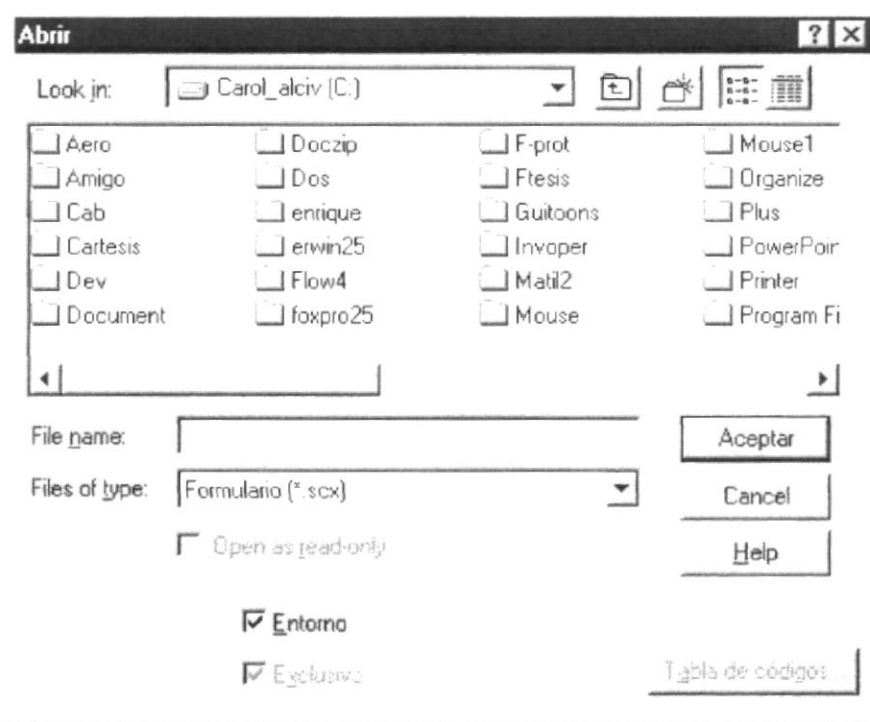 Abrir
Look in: Carol_alciv (C:)
Aero Doczip F-prot Mouse1
Amigo Dos Ftesis Organize
Cab enrique Guitoons Plus
Cartesis erwin25 Invoper PowerPoin
Dev Flow4 Matil2 Printer
Document foxpro25 Mouse Program Fi
File name: Aceptar
Files of type: Formulario (*.scx) Cancel
Open as read-only Help
Entorno
Exclusivo Tabla de códigos...